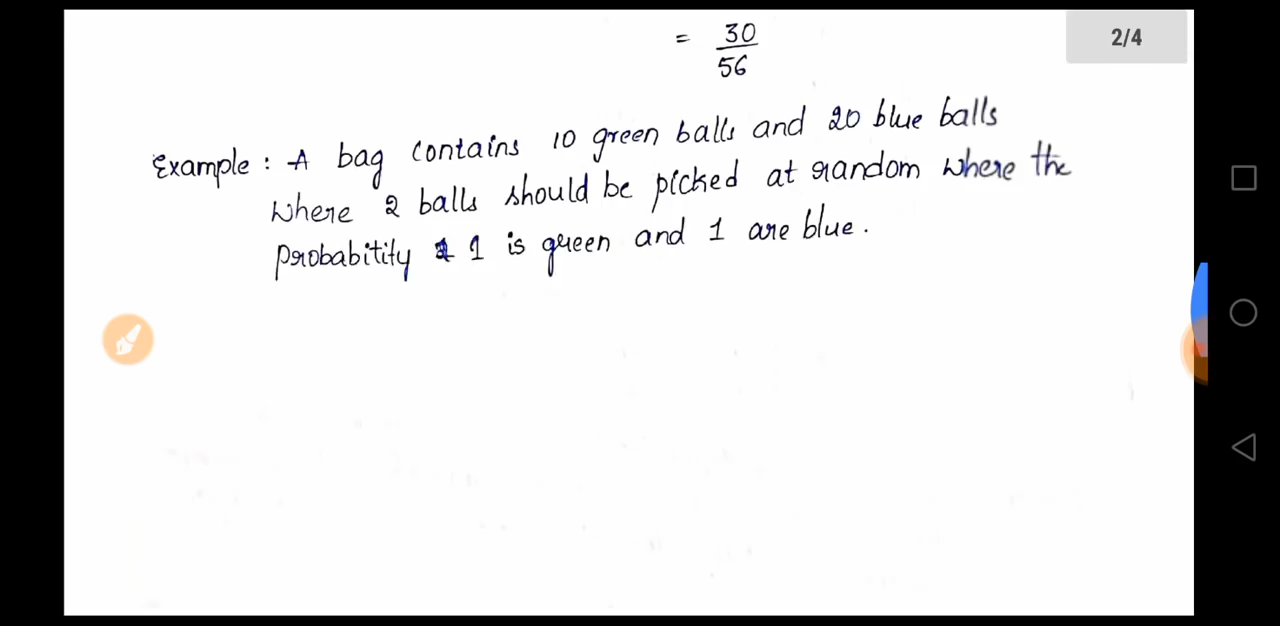 = 30
56
2/4
Example : A bag contains 10 green balls and 20 blue balls
where 2 balls should be picked at random where the
probabitity 1 is green and 1 are blue.